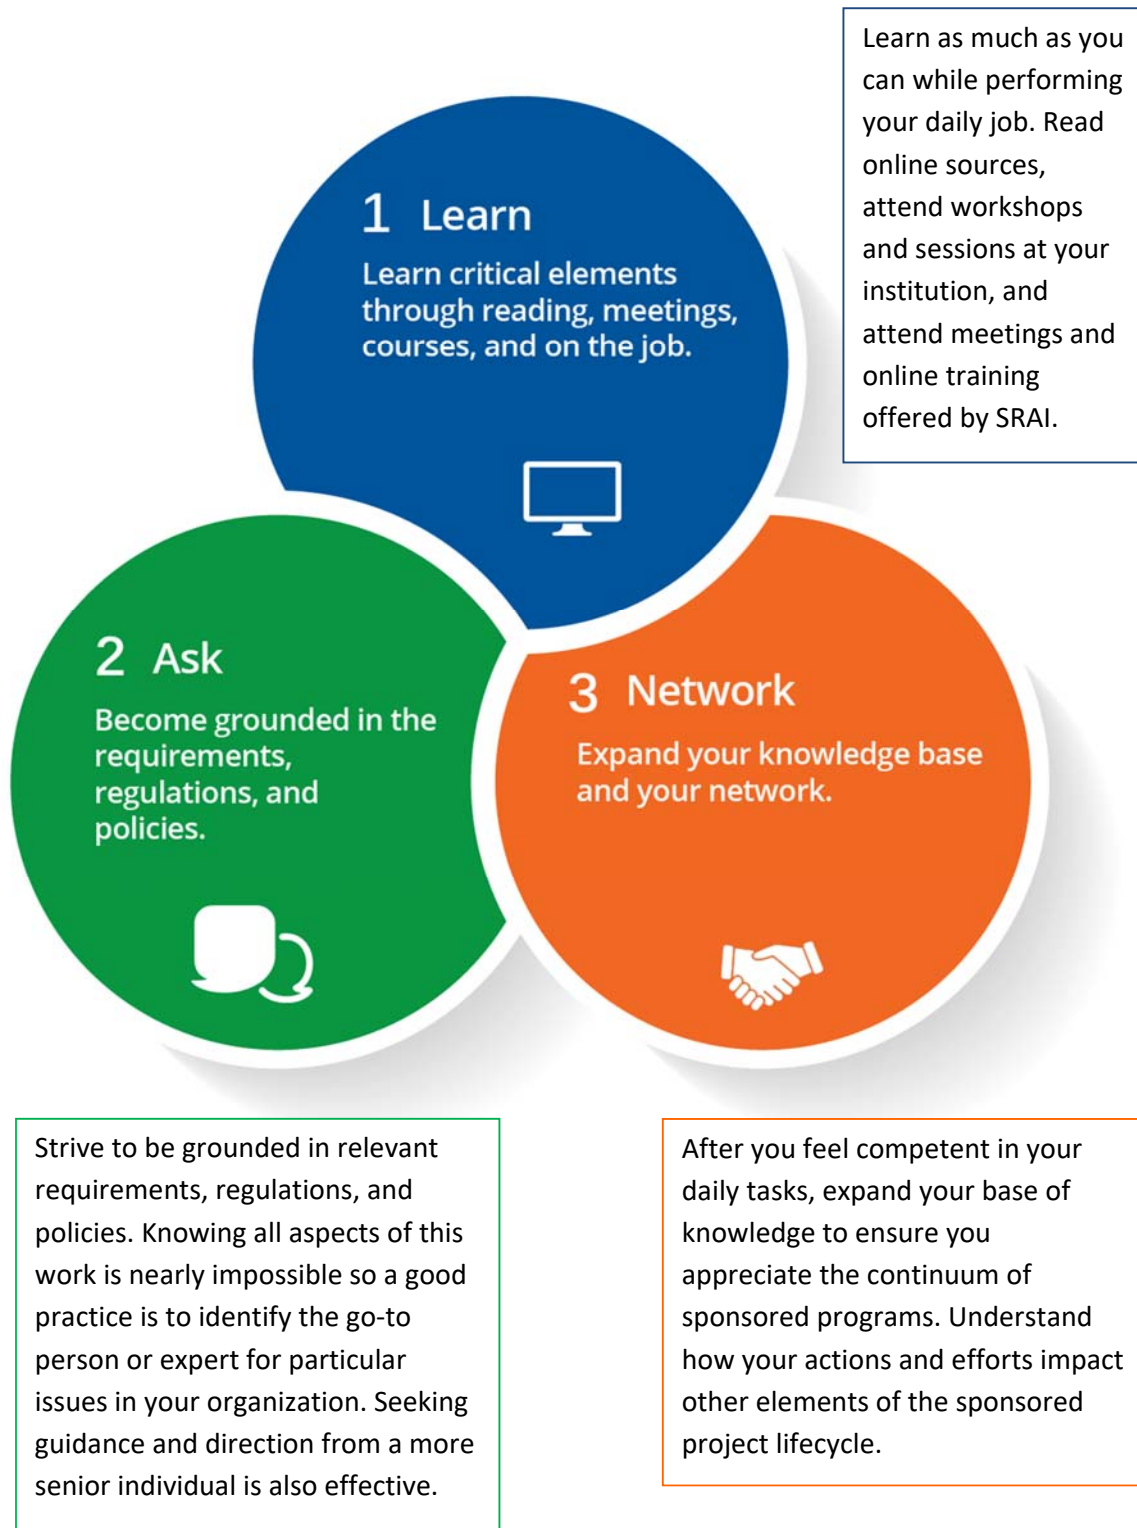 Learn as much as you
can while performing
your daily job. Read
online sources,
attend workshops
and sessions at your
institution, and
attend meetings and
online training
offered by SRAI.
1 Learn
Learn critical elements
through reading, meetings,
courses, and on the job.
2 Ask
Become grounded in the
requirements,
regulations, and
policies.
3 Network
Expand your knowledge base
and your network.
Strive to be grounded in relevant
requirements, regulations, and
policies. Knowing all aspects of this
work is nearly impossible so a good
practice is to identify the go-to
person or expert for particular
issues in your organization. Seeking
guidance and direction from a more
senior individual is also effective.
After you feel competent in your
daily tasks, expand your base of
knowledge to ensure you
appreciate the continuum of
sponsored programs. Understand
how your actions and efforts impact
other elements of the sponsored
project lifecycle.